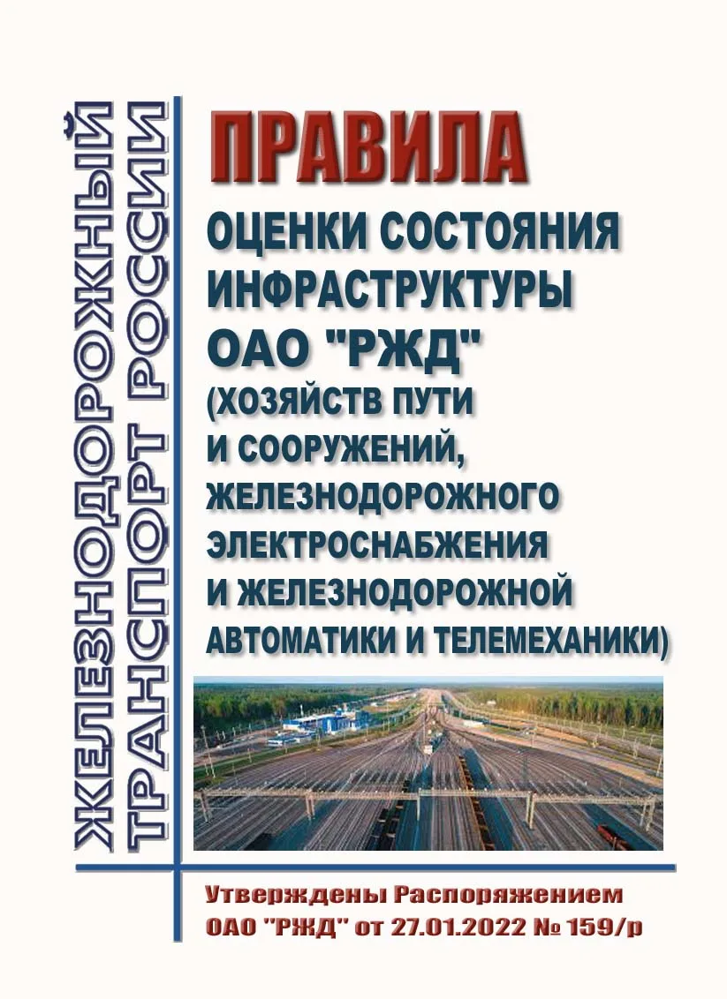 ЖЕЛЕЗНОДОРОЖНЫЙ
ТРАНСПОРТ РОССИИ
ПРАВИЛА
ОЦЕНКИ СОСТОЯНИЯ
ИНФРАСТРУКТУРЫ
ОАО "РЖД"
(ХОЗЯЙСТВ ПУТИ
И СООРУЖЕНИЙ,
ЖЕЛЕЗНОДОРОЖНОГО
ЭЛЕКТРОСНАБЖЕНИЯ
И ЖЕЛЕЗНОДОРОЖНОЙ
АВТОМАТИКИ И ТЕЛЕМЕХАНИКИ)
Утверждены Распоряжением
ОАО "РЖД" от 27.01.2022 № 159/р